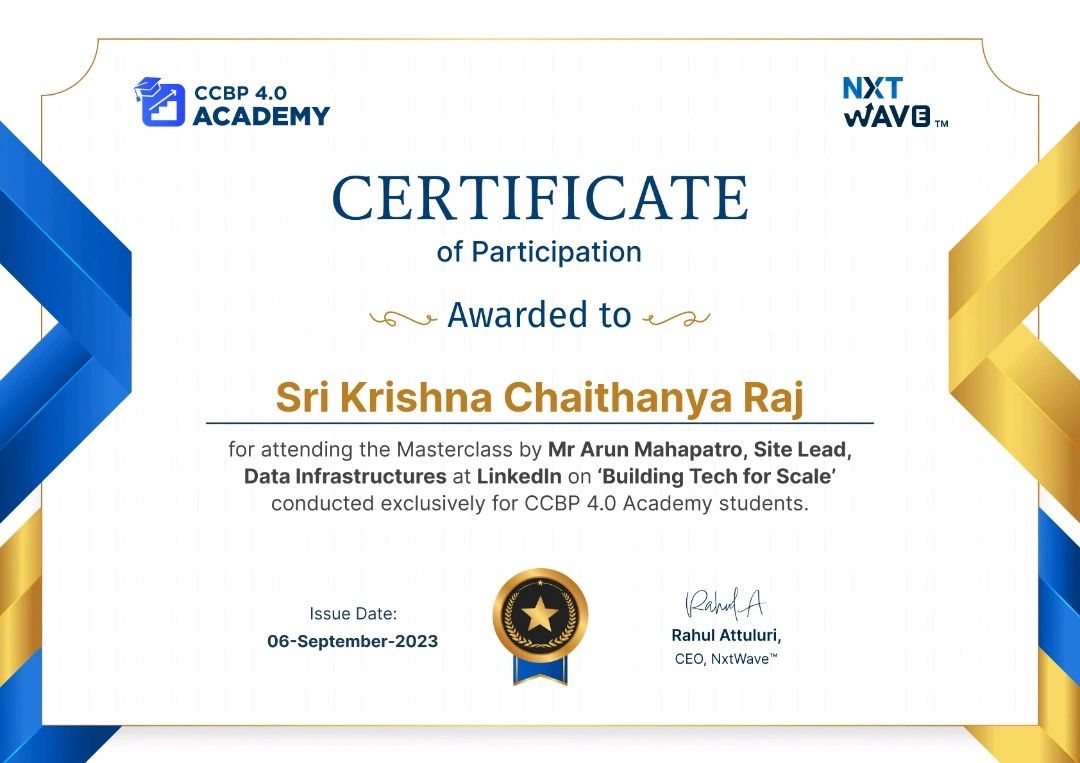 CCBP 4.0
ACADEMY
NXT
WAVE™
CERTIFICATE
of Participation
Awarded to
Sri Krishna Chaithanya Raj
for attending the Masterclass by Mr Arun Mahapatro, Site Lead,
Data Infrastructures at LinkedIn on ‘Building Tech for Scale’
conducted exclusively for CCBP 4.0 Academy students.
Issue Date:
06-September-2023
Rahul A
Rahul Attuluri,
CEO, NxtWave™